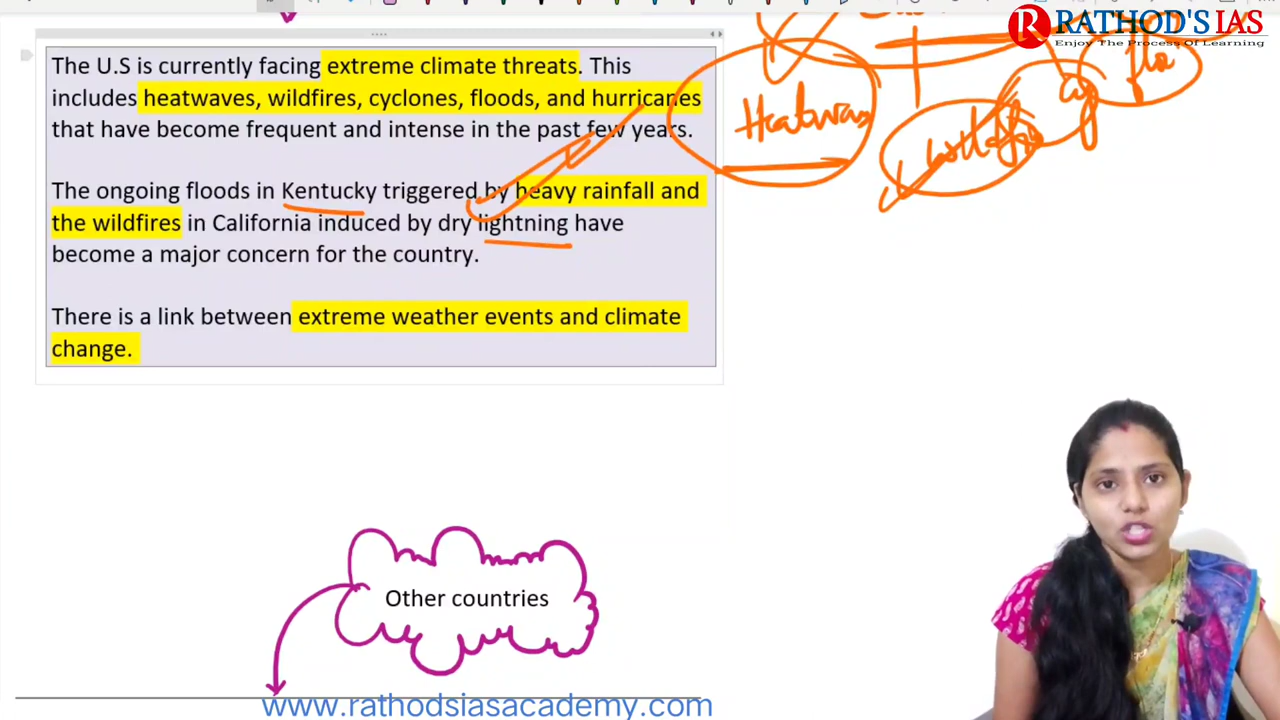 RATHOD'S IAS
Enjoy The Process Of Learning
The U.S is currently facing extreme climate threats. This
includes heatwaves, wildfires, cyclones, floods, and hurricanes
that have become frequent and intense in the past few years.
The ongoing floods in Kentucky triggered by heavy rainfall and
the wildfires in California induced by dry lightning have
become a major concern for the country.
There is a link between extreme weather events and climate
change.
Heatwaves
flo
Other countries
www.rathodsiasacademy.com